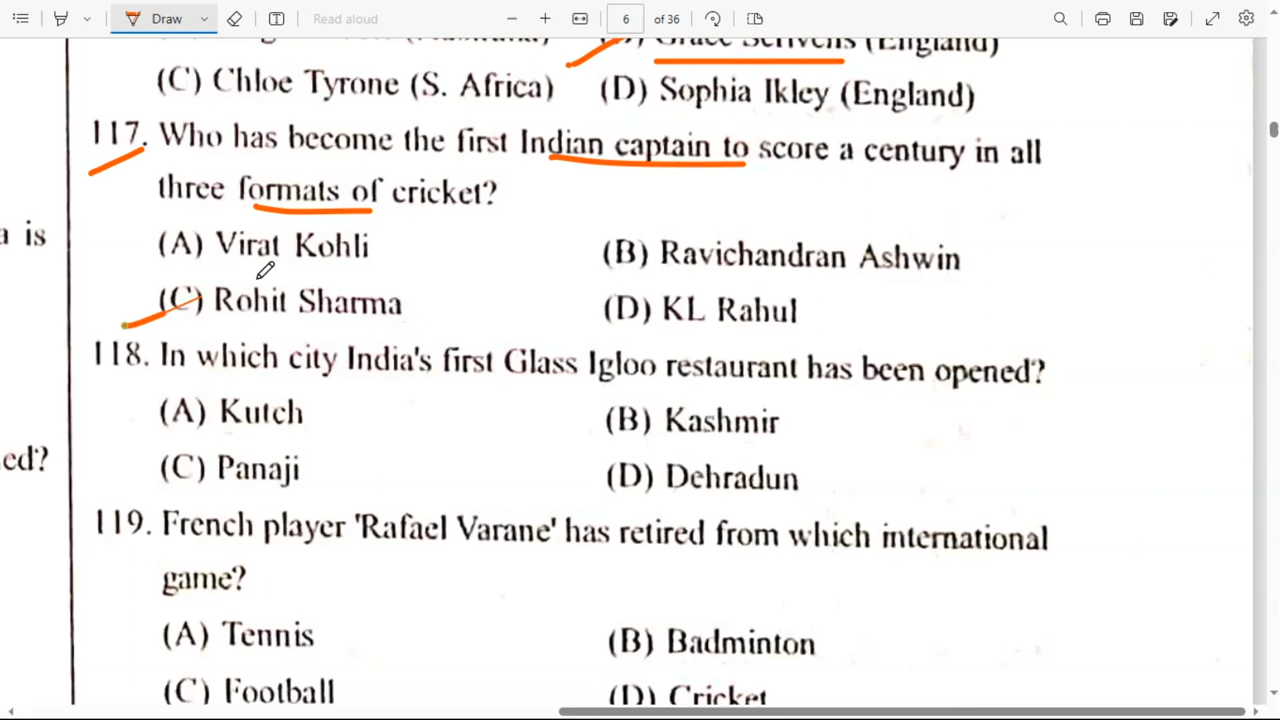 Draw
Read aloud
6 of 36
Grace Scrivens (England)
(C) Chloe Tyrone (S. Africa) (D) Sophia Ikley (England)
117. Who has become the first Indian captain to score a century in all
three formats of cricket?
a is
(A) Virat Kohli (B) Ravichandran Ashwin
(C) Rohit Sharma (D) KL Rahul
118. In which city India's first Glass Igloo restaurant has been opened?
(A) Kutch (B) Kashmir
ed?
(C) Panaji (D) Dehradun
119. French player 'Rafael Varane' has retired from which international
game?
(A) Tennis (B) Badminton
(C) Football (D) Cricket